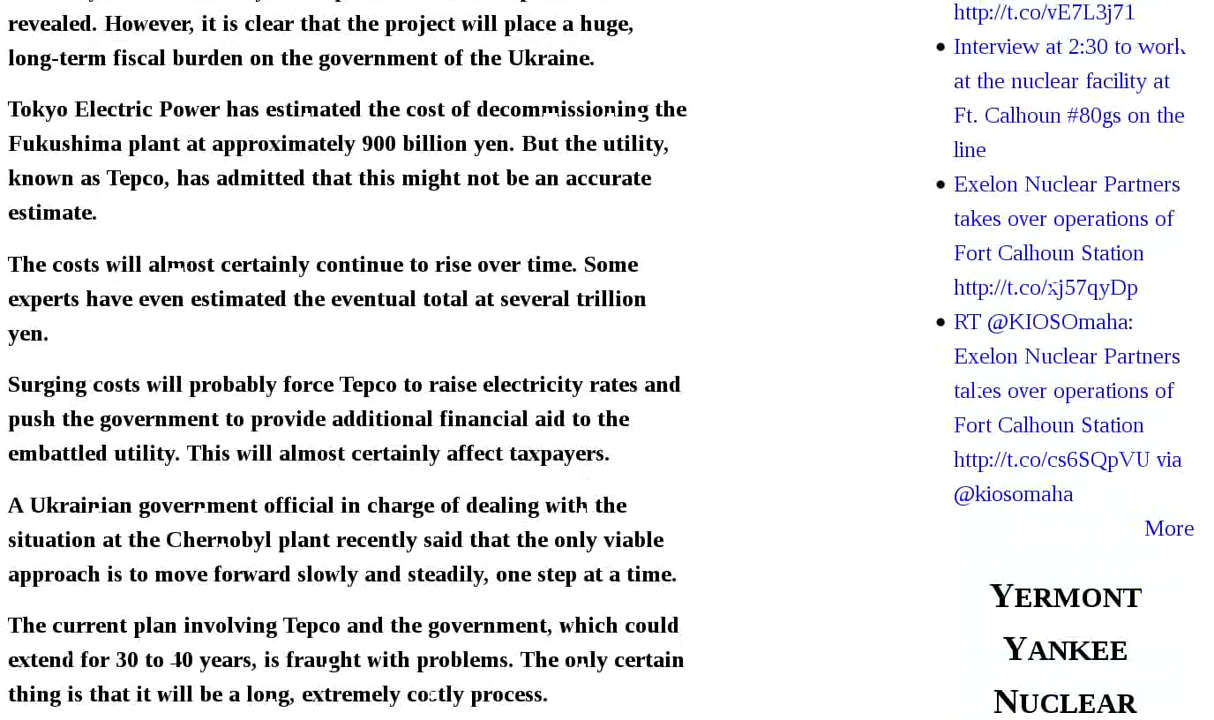 revealed. However, it is clear that the project will place a huge,
long-term fiscal burden on the government of the Ukraine.
Tokyo Electric Power has estimated the cost of decommissioning the
Fukushima plant at approximately 900 billion yen. But the utility,
known as Tepco, has admitted that this might not be an accurate
estimate.
The costs will almost certainly continue to rise over time. Some
experts have even estimated the eventual total at several trillion
yen.
Surging costs will probably force Tepco to raise electricity rates and
push the government to provide additional financial aid to the
embattled utility. This will almost certainly affect taxpayers.
A Ukrainian government official in charge of dealing with the
situation at the Chernobyl plant recently said that the only viable
approach is to move forward slowly and steadily, one step at a time.
The current plan involving Tepco and the government, which could
extend for 30 to 40 years, is fraught with problems. The only certain
thing is that it will be a long, extremely costly process.
http://t.co/vE7L3j71
• Interview at 2:30 to work
at the nuclear facility at
Ft. Calhoun #80gs on the
line
• Exelon Nuclear Partners
takes over operations of
Fort Calhoun Station
http://t.co/xj57qyDp
• RT @KIOSOmaha:
Exelon Nuclear Partners
takes over operations of
Fort Calhoun Station
http://t.co/cs6SQpVU via
@kiosomaha
More
YERMONT
YANKEE
NUCLEAR